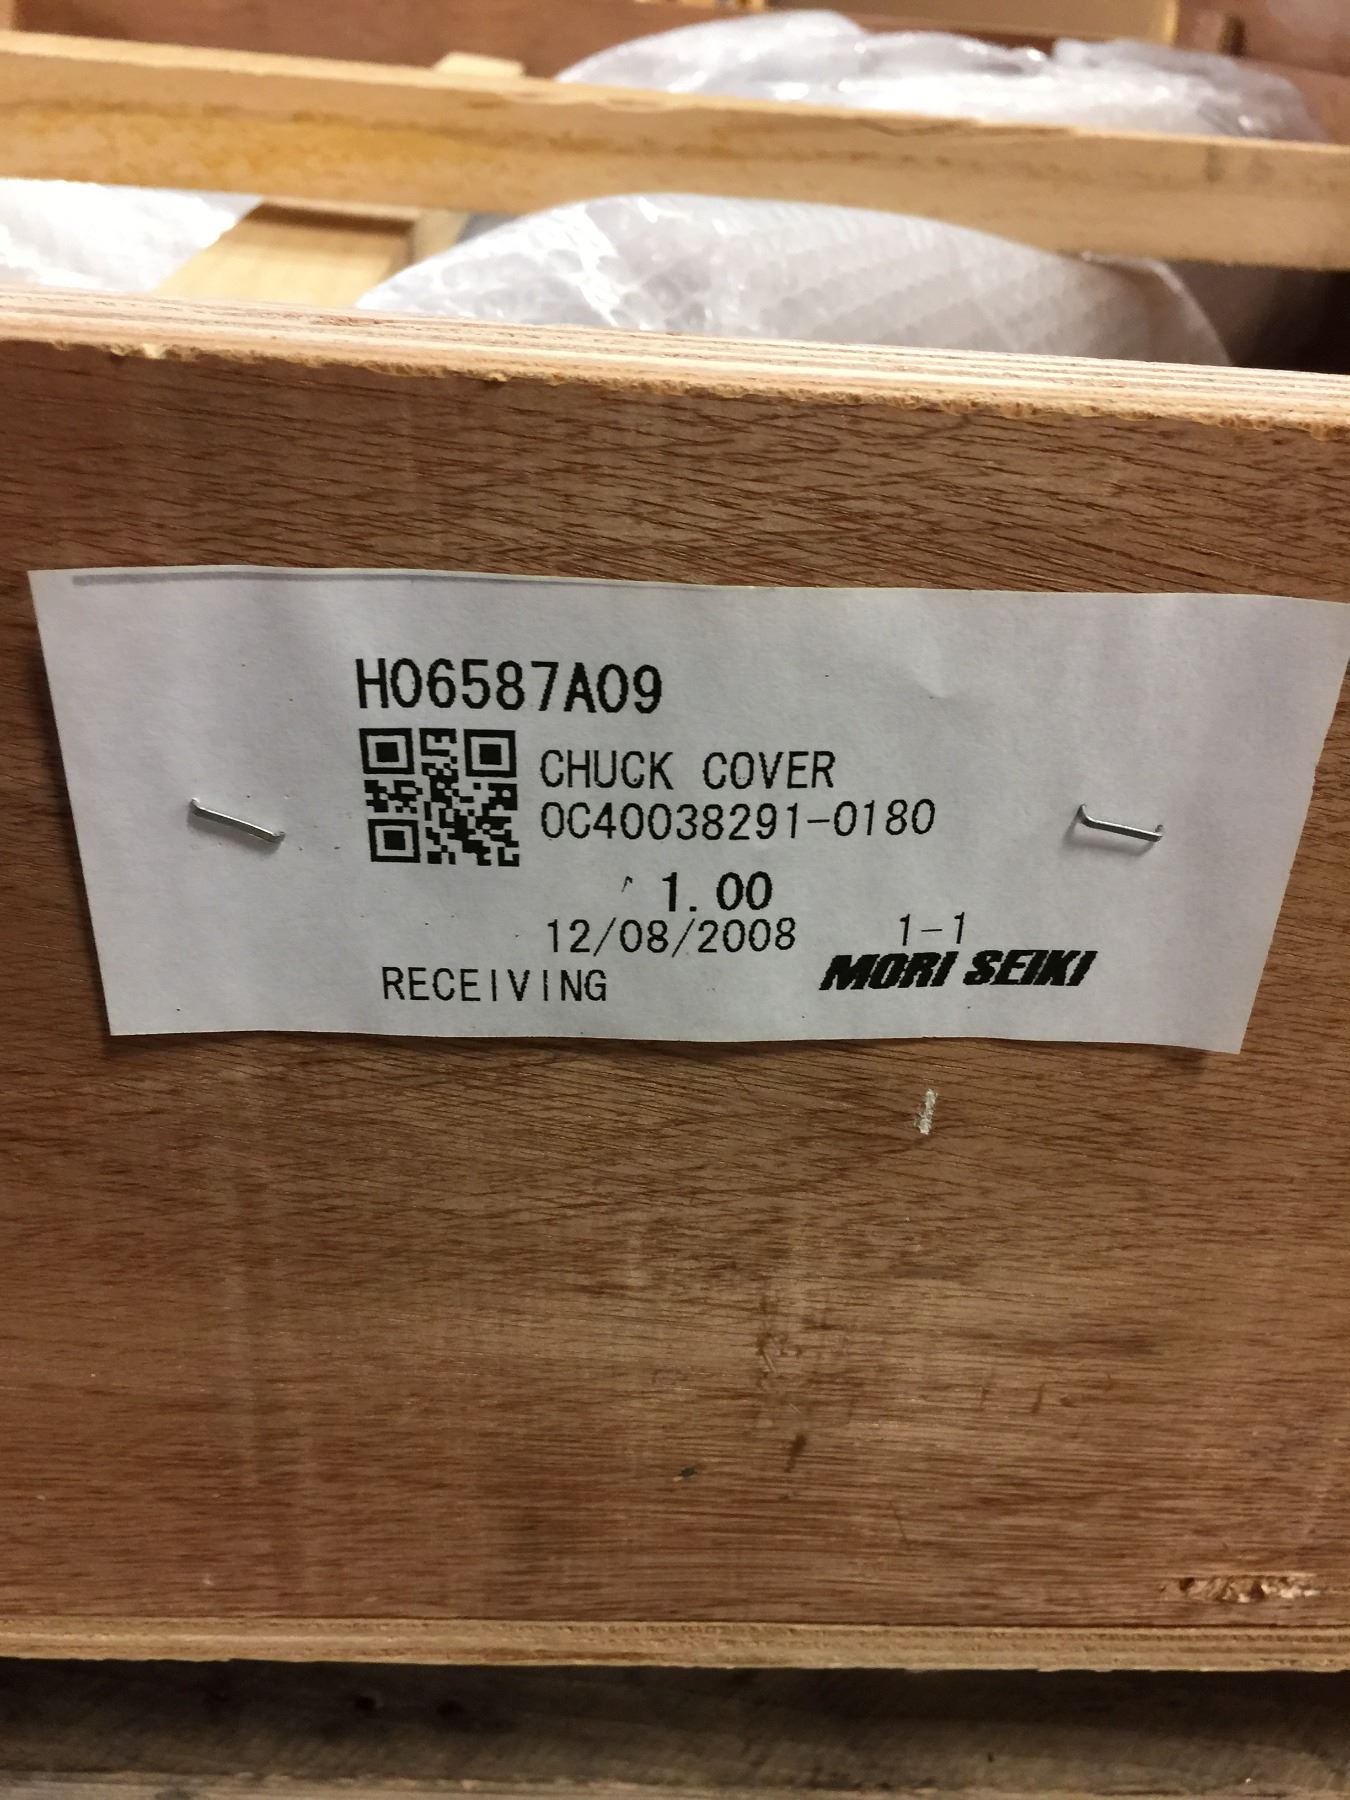 H06587A09
CHUCK COVER
0C40038291-0180
1.00
12/08/2008 1-1
RECEIVING MORI SEIKI